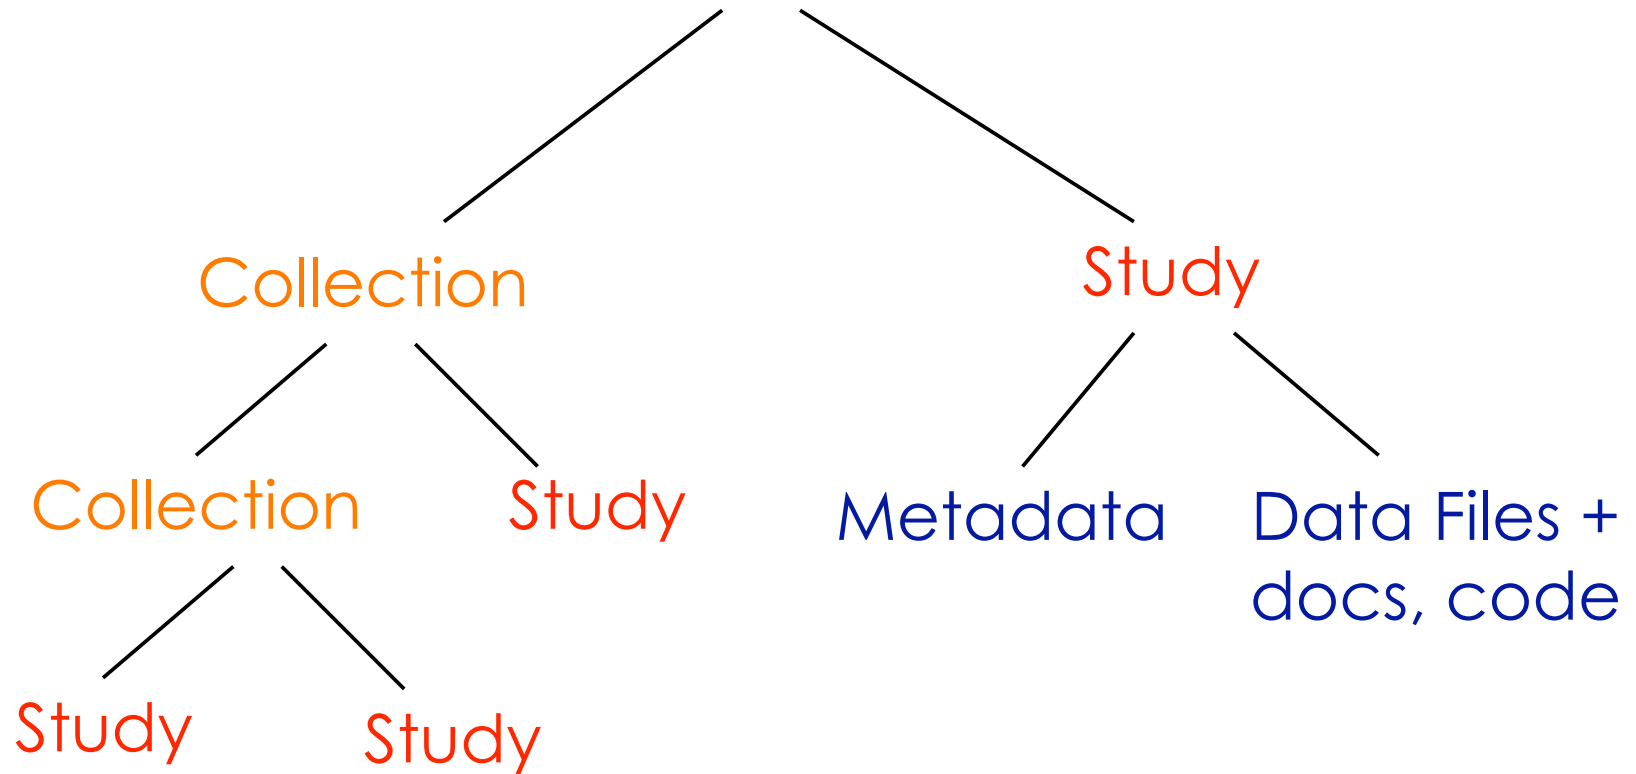 Collection
Study
Collection
Study
Metadata
Data Files +
docs, code
Study
Study